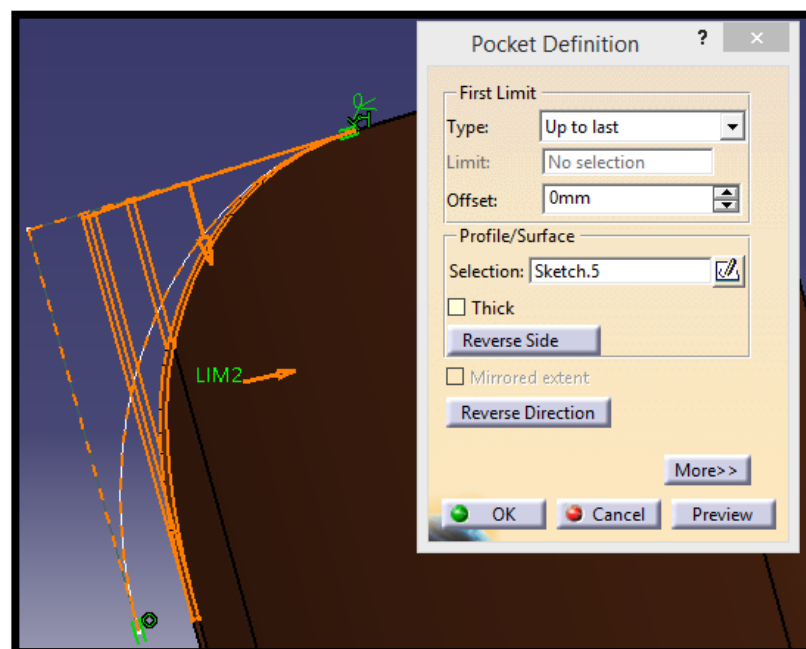 Pocket Definition
?
×
First Limit
Type: Up to last
Limit: No selection
Offset: 0mm
Profile/Surface
Selection: Sketch.5
Thick
Reverse Side
Mirrored extent
Reverse Direction
More>>
OK Cancel Preview
LIM2